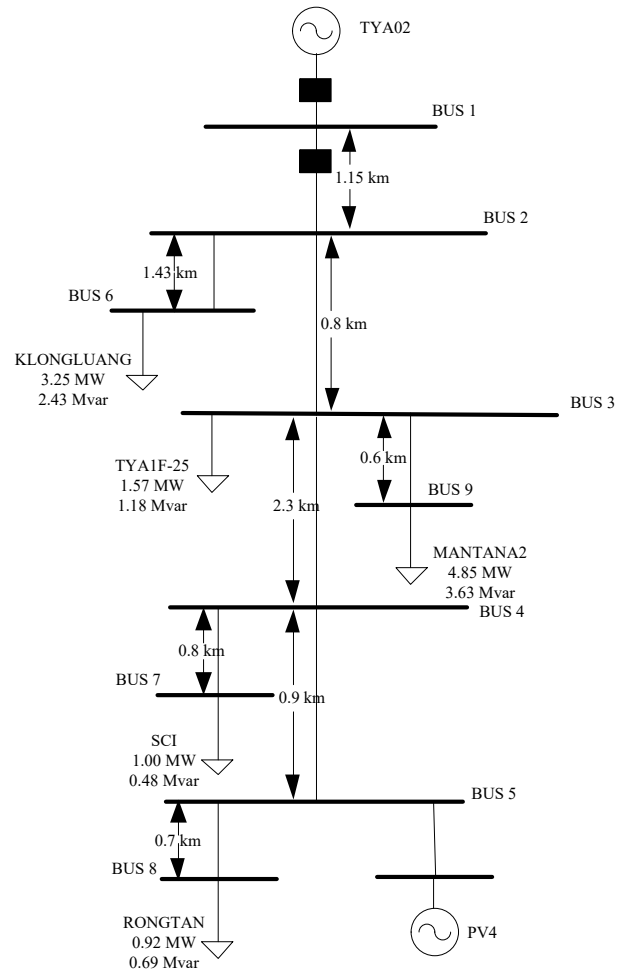 TYA02
BUS 1
1.15 km
BUS 2
1.43 km
BUS 6
0.8 km
KLONGLUANG
3.25 MW
2.43 Mvar
BUS 3
0.6 km
TYA1F-25
1.57 MW
1.18 Mvar
2.3 km
BUS 9
MANTANA2
4.85 MW
3.63 Mvar
BUS 4
0.8 km
BUS 7
0.9 km
SCI
1.00 MW
0.48 Mvar
BUS 5
0.7 km
BUS 8
RONGTAN
0.92 MW
0.69 Mvar
PV4